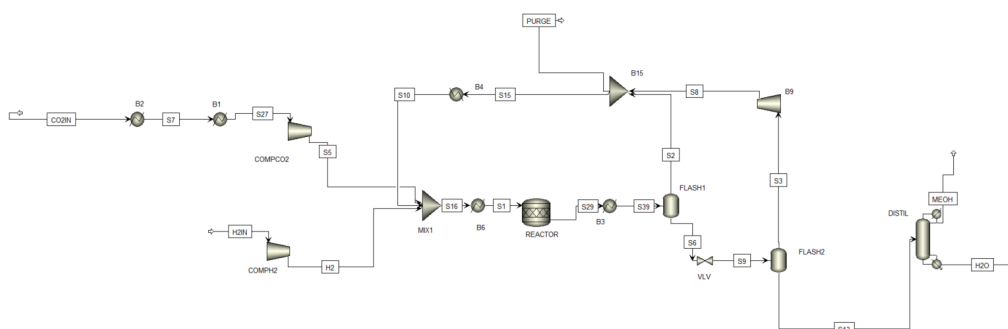 PURGE
B15
S10
B4
S15
S8
B9
B2
B1
CO2IN
S7
S27
COMPCO2
S5
S2
S3
MEOH
FLASH1
DISTIL
S16
S1
S29
S39
MIX1
B6
REACTOR
B3
H2IN
S6
FLASH2
COMPH2
H2
VLV
S9
H2O